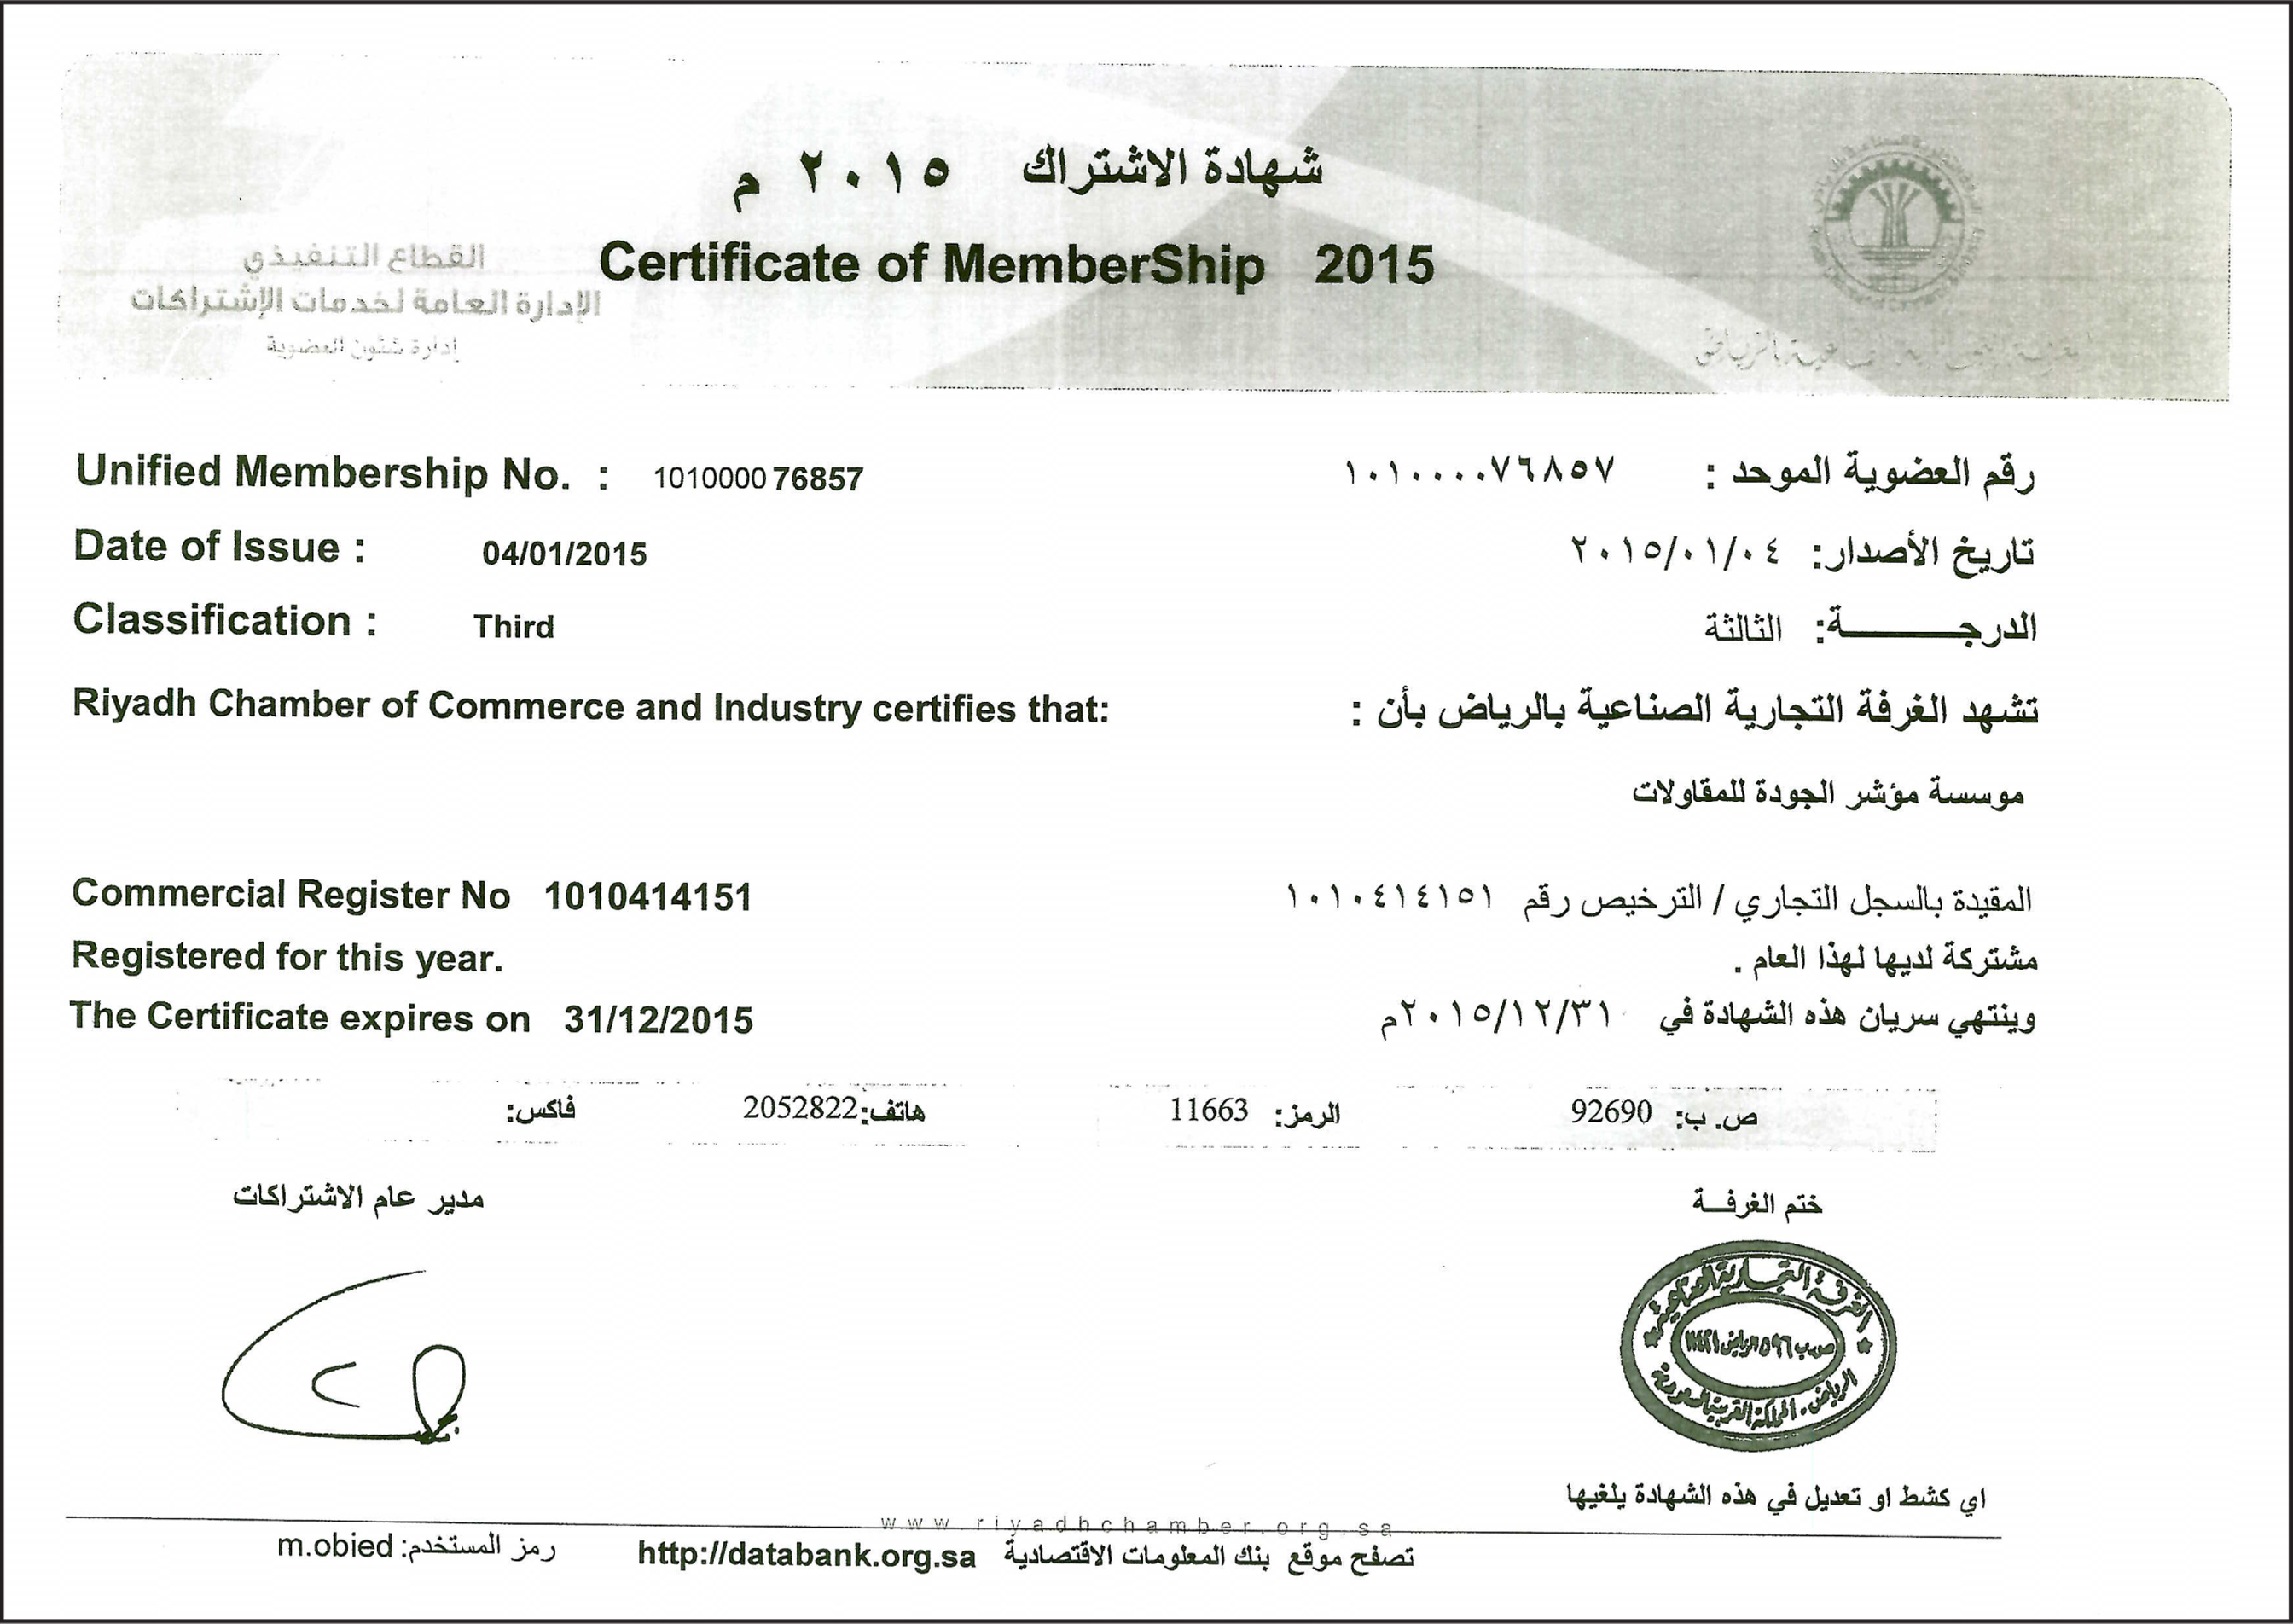 شهادة الاشتراك ٢٠١٥ م
Certificate of MemberShip 2015
القطاع التنفيذي
الإدارة العامة لخدمات الإشتراكات
إدارة شئون العضوية
Unified Membership No. : 101000076857
رقم العضوية الموحد : ١٠١٠٠٠٠٧٦٨٥٧
Date of Issue : 04/01/2015
تاريخ الأصدار: ٢٠١٥/٠١/٠٤
Classification : Third
الدرجـــــــــة: الثالثة
Riyadh Chamber of Commerce and Industry certifies that:
تشهد الغرفة التجارية الصناعية بالرياض بأن :
موسسة مؤشر الجودة للمقاولات
Commercial Register No 1010414151
المقيدة بالسجل التجاري / الترخيص رقم ١٠١٠٤١٤١٥١
Registered for this year.
مشتركة لديها لهذا العام .
The Certificate expires on 31/12/2015
وينتهي سريان هذه الشهادة في ٢٠١٥/١٢/٣١م
ص. ب: 92690 الرمز: 11663 هاتف:2052822 فاكس:
ختم الغرفــة
مدير عام الاشتراكات
الغرفة التجارية الصناعية
الرياض - المملكة العربية السعودية
اي كشط او تعديل في هذه الشهادة يلغيها
www.riyadhchamber.org.sa
تصفح موقع بنك المعلومات الاقتصادية http://databank.org.sa
رمز المستخدم: m.obied